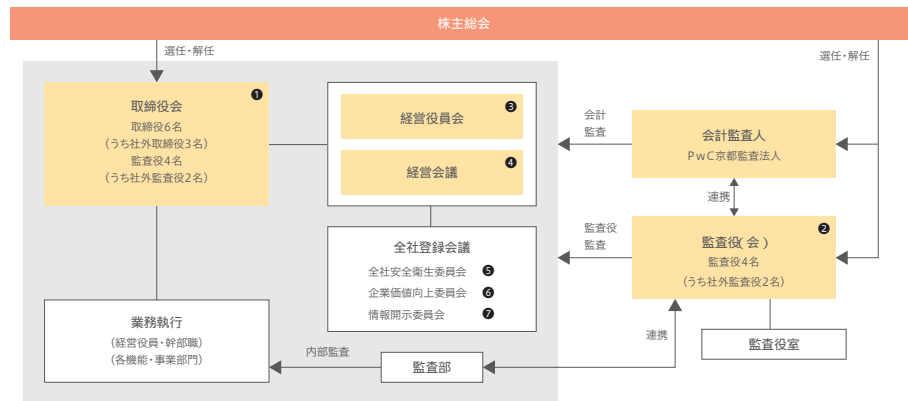 株主総会
選任・解任
選任・解任
❶
取締役会
取締役6名
(うち社外取締役3名)
監査役4名
(うち社外監査役2名)
❸
経営役員会
❹
経営会議
会計
監査
会計監査人
PwC京都監査法人
連携
全社登録会議
全社安全衛生委員会 ❺
企業価値向上委員会 ❻
情報開示委員会 ❼
監査役
監査
❷
監査役(会)
監査役4名
(うち社外監査役2名)
業務執行
(経営役員・幹部職)
(各機能・事業部門)
内部監査
監査部
連携
監査役室